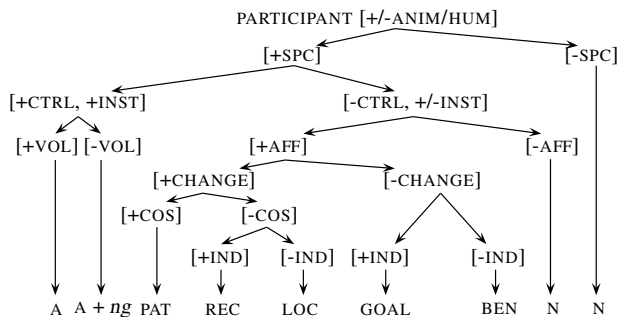 PARTICIPANT [+/-ANIM/HUM]
[+SPC] [-SPC]
[+CTRL, +INST] [-CTRL, +/-INST]
[+VOL] [-VOL] [+AFF] [-AFF]
[+CHANGE] [-CHANGE]
[+COS] [-COS]
[+IND] [-IND] [+IND] [-IND]
A A + ng PAT REC LOC GOAL BEN N N